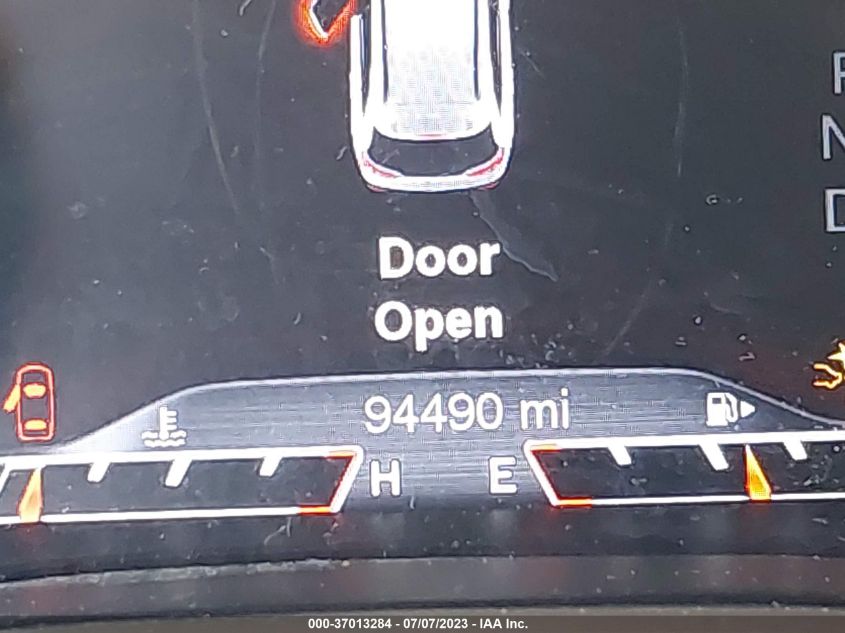 Door
Open
94490 mi
H E
000-37013284 - 07/07/2023 - IAA Inc.